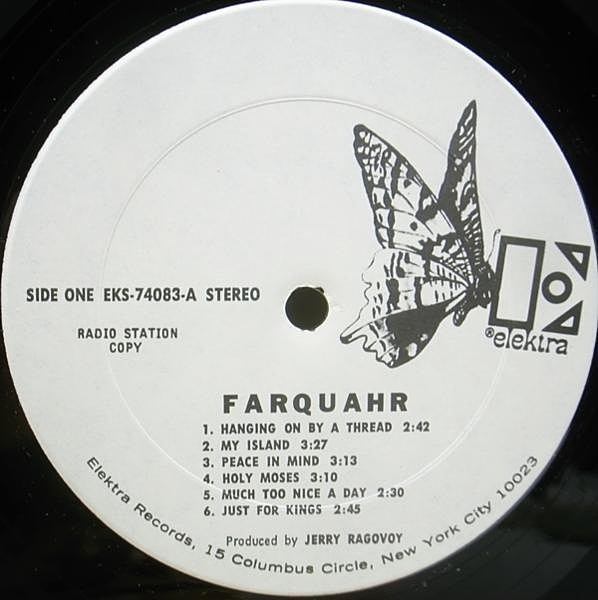 ®elektra
SIDE ONE EKS-74083-A STEREO
RADIO STATION
COPY
FARQUAHR
1. HANGING ON BY A THREAD 2:42
2. MY ISLAND 3:27
3. PEACE IN MIND 3:13
4. HOLY MOSES 3:10
5. MUCH TOO NICE A DAY 2:30
6. JUST FOR KINGS 2:45
Produced by JERRY RAGOVOY
Elektra Records, 15 Columbus Circle, New York City 10023